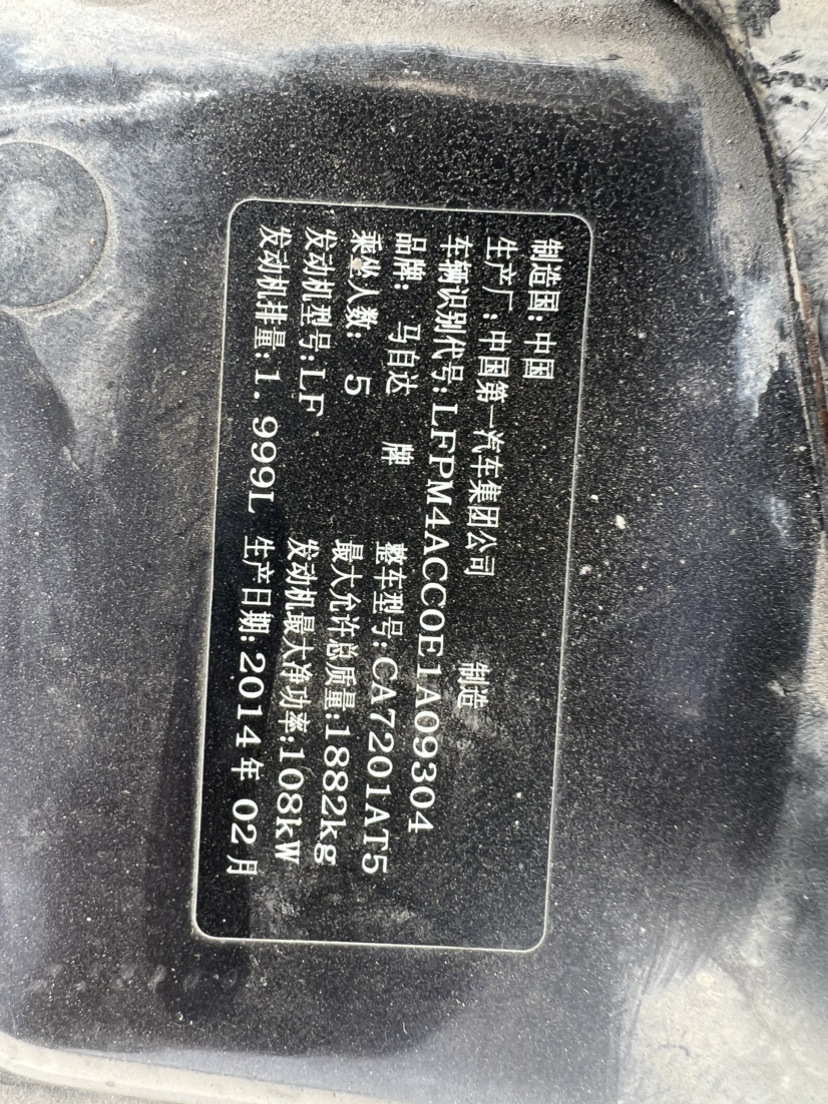 制造国:中国
生产厂:中国第一汽车集团公司 制造
车辆识别代号:LFPM4ACC0E1A09304
品牌: 马自达 牌 整车型号:CA7201AT5
乘坐人数: 5 最大允许总质量:1882kg
发动机型号:LF 发动机最大净功率:108kW
发动机排量:1.999L 生产日期:2014年 02月